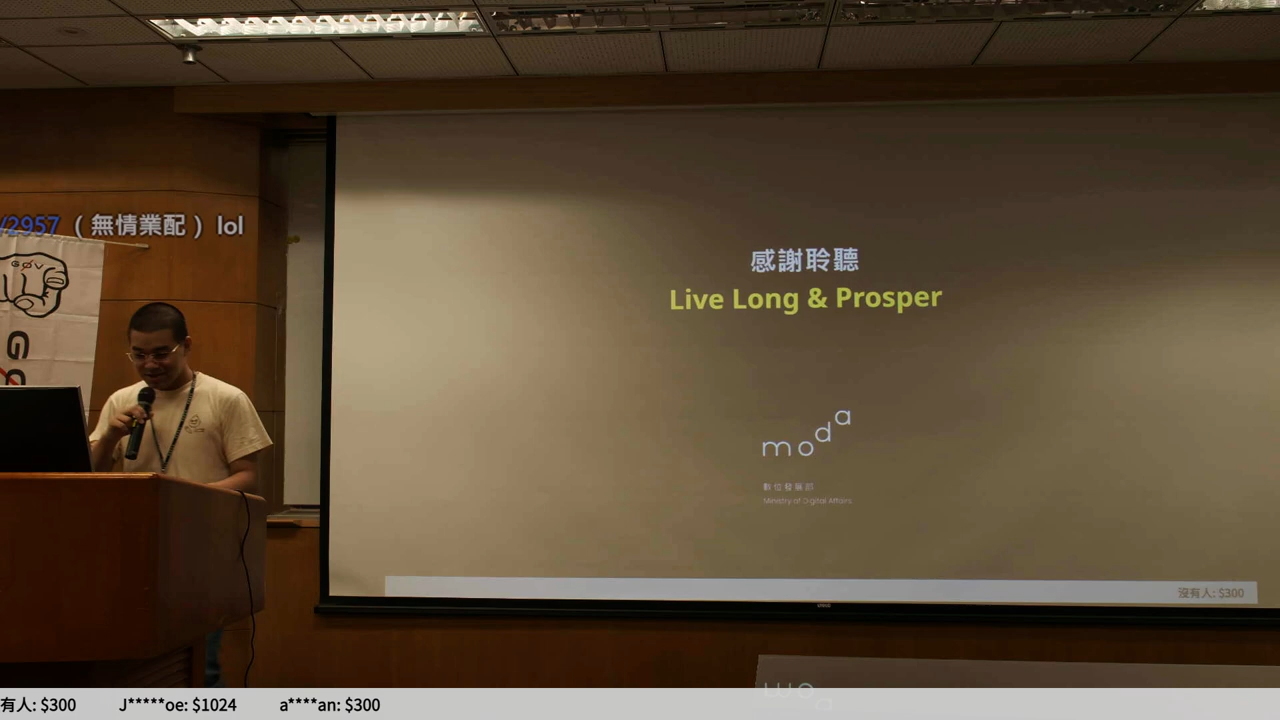 /2957 （無情業配） lol
GØV
G
感謝聆聽
Live Long & Prosper
moda
數位發展部
Ministry of Digital Affairs
沒有人: $300
有人: $300 J*****oe: $1024 a****an: $300